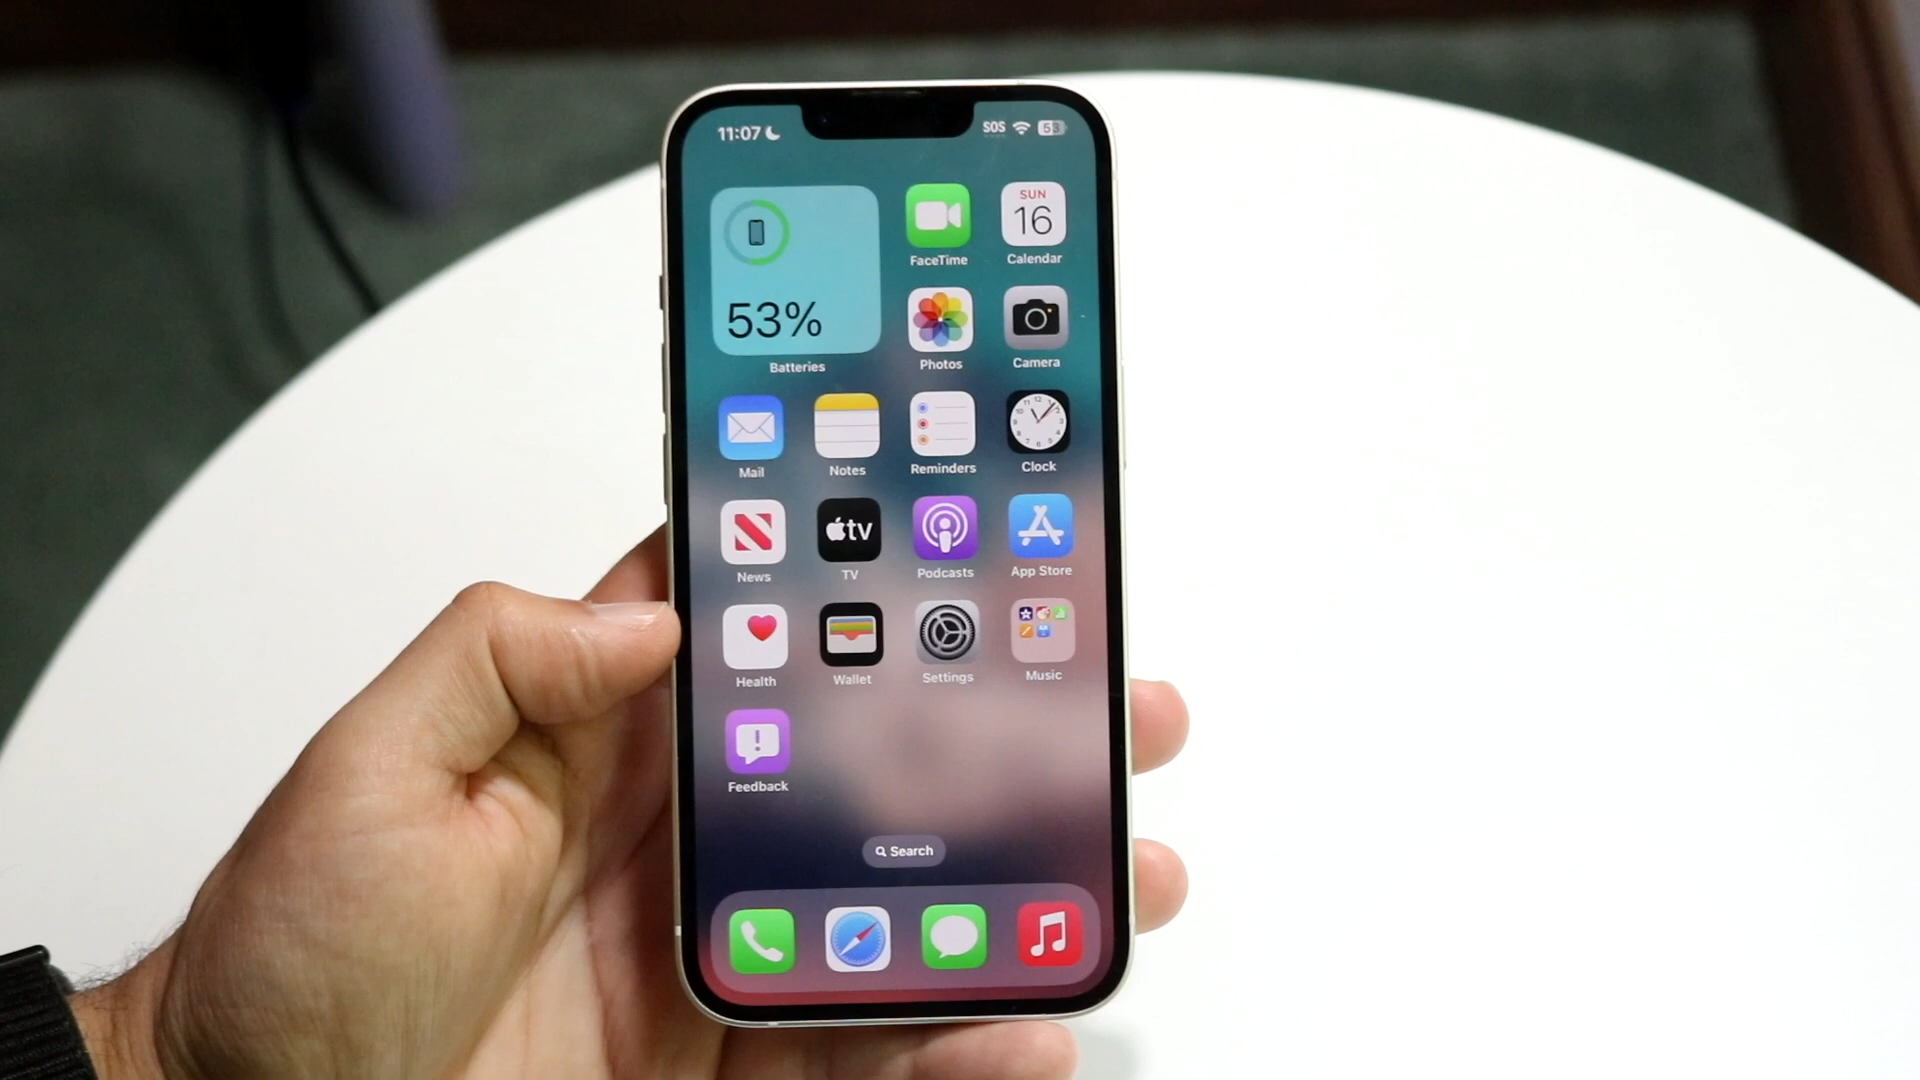 11:07 SOS 53
SUN
16
53%
FaceTime Calendar
Batteries Photos Camera
Mail Notes Reminders Clock
tv
News TV Podcasts App Store
Health Wallet Settings Music
Feedback
Search